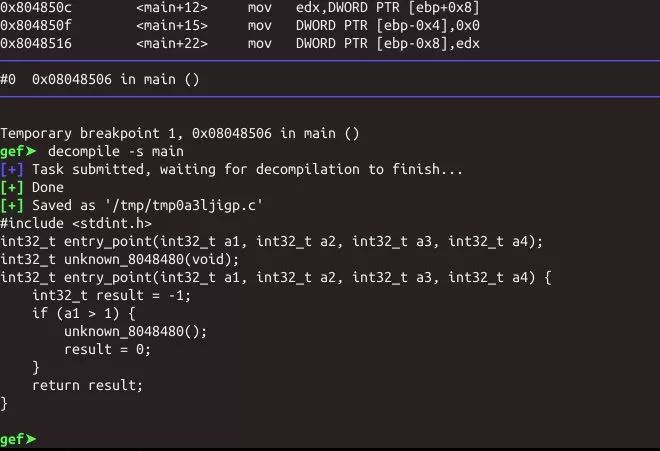 0x804850c <main+12> mov edx,DWORD PTR [ebp+0x8]
0x804850f <main+15> mov DWORD PTR [ebp-0x4],0x0
0x8048516 <main+22> mov DWORD PTR [ebp-0x8],edx
#0 0x08048506 in main ()
Temporary breakpoint 1, 0x08048506 in main ()
gef➤ decompile -s main
[+] Task submitted, waiting for decompilation to finish...
[+] Done
[+] Saved as '/tmp/tmp0a3ljigp.c'
#include <stdint.h>
int32_t entry_point(int32_t a1, int32_t a2, int32_t a3, int32_t a4);
int32_t unknown_8048480(void);
int32_t entry_point(int32_t a1, int32_t a2, int32_t a3, int32_t a4) {
    int32_t result = -1;
    if (a1 > 1) {
        unknown_8048480();
        result = 0;
    }
    return result;
}
gef➤